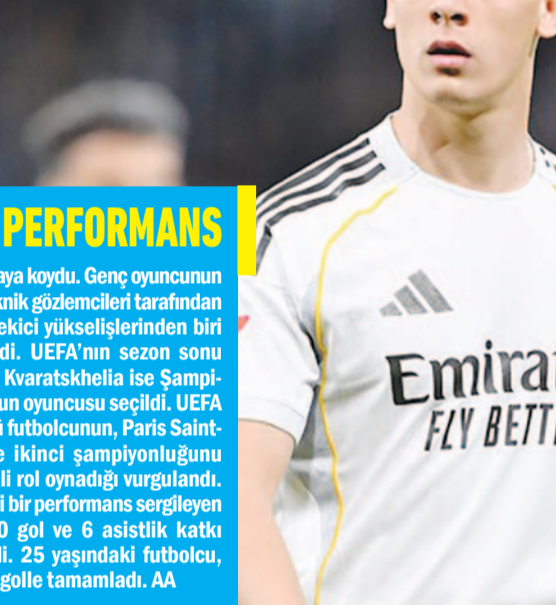 PERFORMANS
aya koydu. Genç oyuncunun
knik gözlemcileri tarafından
ekici yükselişlerinden biri
di. UEFA'nın sezon sonu
Kvaratskhelia ise Şampi-
un oyuncusu seçildi. UEFA
i futbolcunun, Paris Saint-
e ikinci şampiyonluğunu
li rol oynadığı vurgulandı.
i bir performans sergileyen
0 gol ve 6 asistlik katkı
li. 25 yaşındaki futbolcu,
golle tamamladı. AA
Emira
FLY BETT